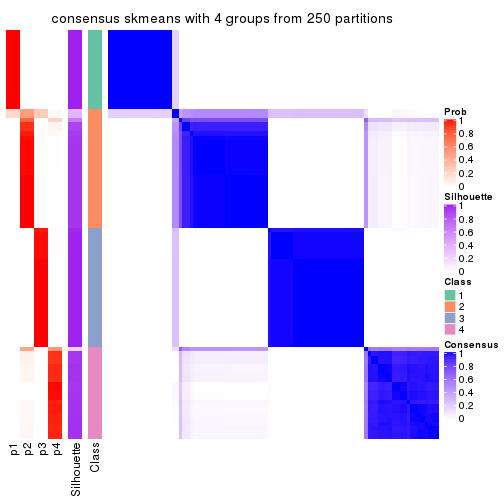 consensus skmeans with 4 groups from 250 partitions
Prob
1
0.8
0.6
0.4
0.2
0
Silhouette
1
0.8
0.6
0.4
0.2
0
Class
1
2
3
4
Consensus
1
0.8
0.6
0.4
0.2
0
p1
p2
p3
p4
Silhouette
Class